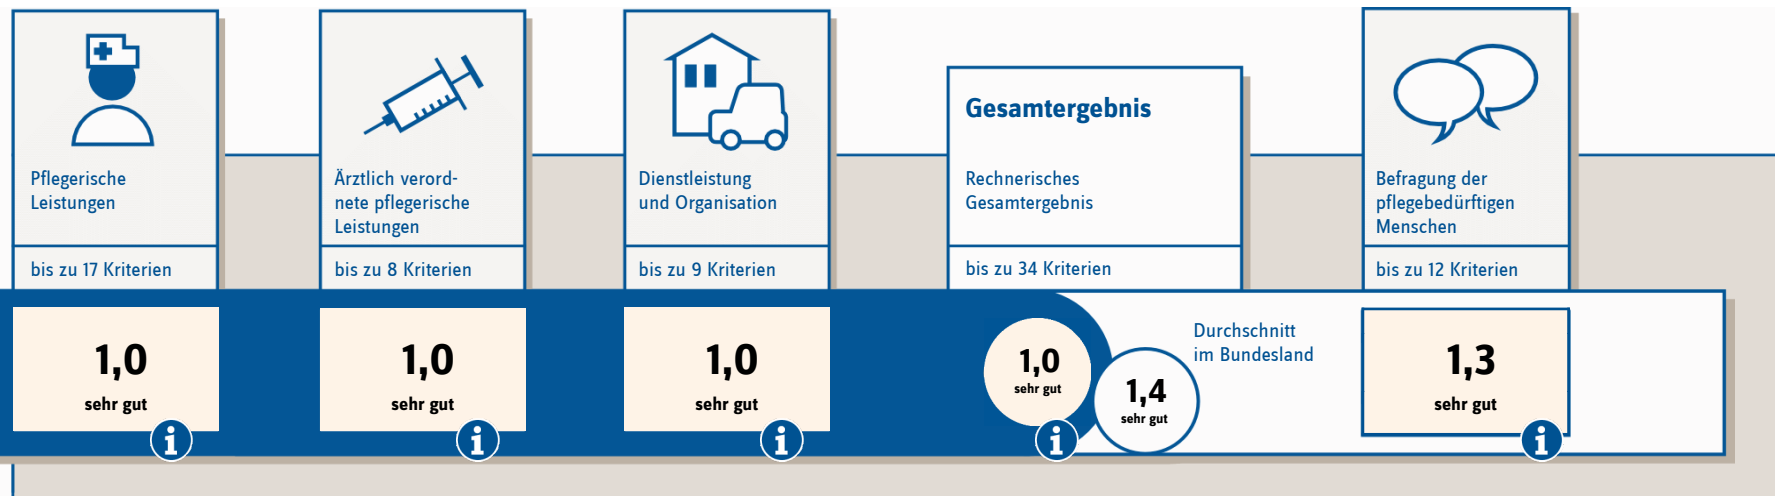 Pflegerische
Leistungen
bis zu 17 Kriterien
1,0
sehr gut
i
Ärztlich verord-
nete pflegerische
Leistungen
bis zu 8 Kriterien
1,0
sehr gut
i
Dienstleistung
und Organisation
bis zu 9 Kriterien
1,0
sehr gut
i
Gesamtergebnis
Rechnerisches
Gesamtergebnis
bis zu 34 Kriterien
1,0
sehr gut
i
1,4
sehr gut
Durchschnitt
im Bundesland
Befragung der
pflegebedürftigen
Menschen
bis zu 12 Kriterien
1,3
sehr gut
i